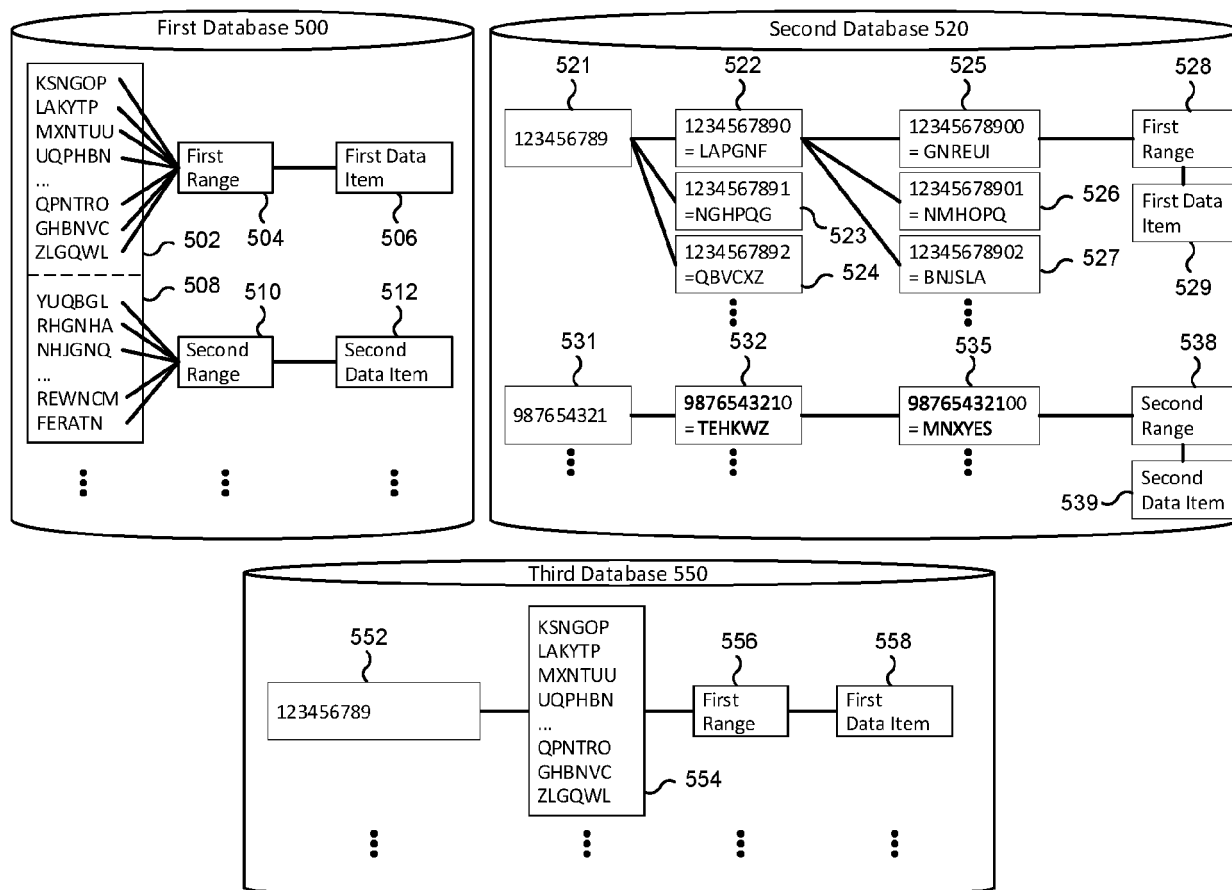 First Database 500
KSNGOP
LAKYTP
MXNTUU
UQPHBN
...
QPNTRO
GHBNVC
ZLGQWL
First
Range
First Data
Item
502
504
506
508
510
512
YUQBGL
RHGNHA
NHJGNQ
...
REWNCM
FERATN
Second
Range
Second
Data Item
Second Database 520
521
522
525
528
123456789
1234567890
= LAPGNF
12345678900
= GNREUI
First
Range
1234567891
=NGHPQG
12345678901
= NMHOPQ
526
First Data
Item
523
1234567892
=QBVCXZ
12345678902
= BNJSLA
527
524
529
531
532
535
538
987654321
9876543210
= TEHKWZ
98765432100
= MNXYES
Second
Range
539
Second
Data Item
Third Database 550
552
556
558
123456789
KSNGOP
LAKYTP
MXNTUU
UQPHBN
...
QPNTRO
GHBNVC
ZLGQWL
First
Range
First
Data Item
554